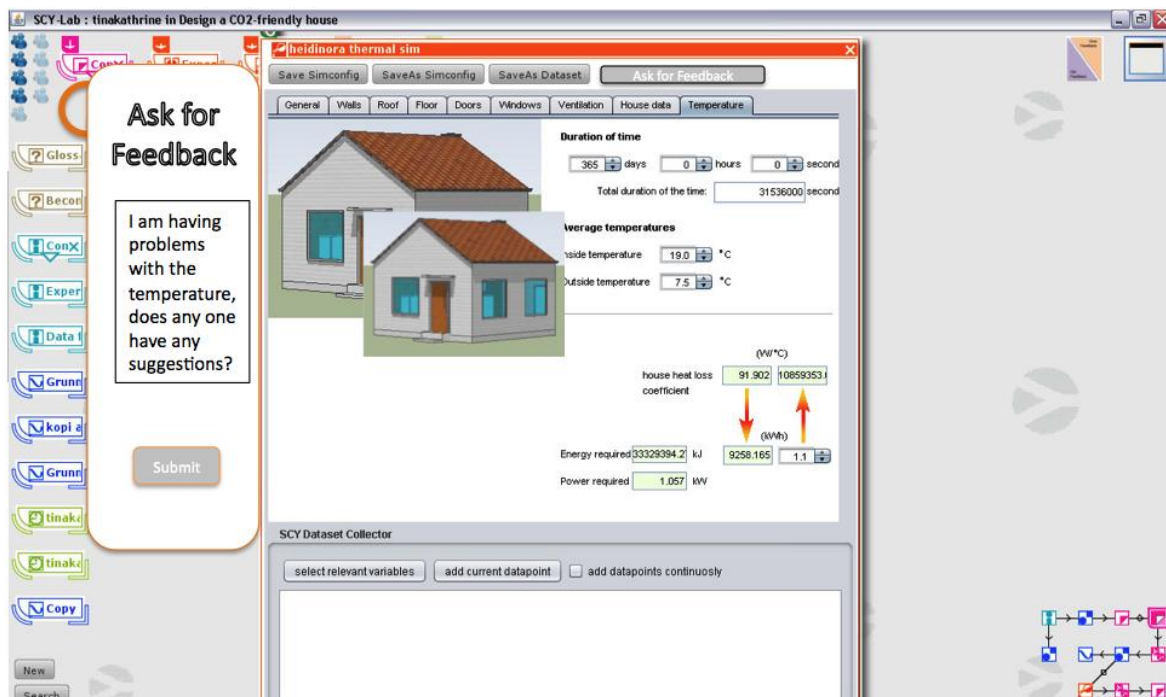 SCY-Lab : tinakathrine in Design a CO2-friendly house
heidinora thermal sim
Save Simconfig SaveAs Simconfig SaveAs Dataset Ask for Feedback
General Walls Roof Floor Doors Windows Ventilation House data Temperature
Ask for
Feedback
I am having
problems
with the
temperature,
does any one
have any
suggestions?
Submit
Duration of time
365 days 0 hours 0 second
Total duration of the time: 31536000 second
Average temperatures
nside temperature 19.0 °C
Outside temperature 7.5 °C
(W/°C)
house heat loss 91.902 10859353.
coefficient
(kWh)
Energy required 33329394.2 kJ 9258.165 1.1
Power required 1.057 kW
SCY Dataset Collector
select relevant variables add current datapoint add datapoints continuosly
Gloss
Becon
Conx
Exper
Data f
Grunn
kopi a
Grunn
tinaka
tinaka
Copy
New
Search